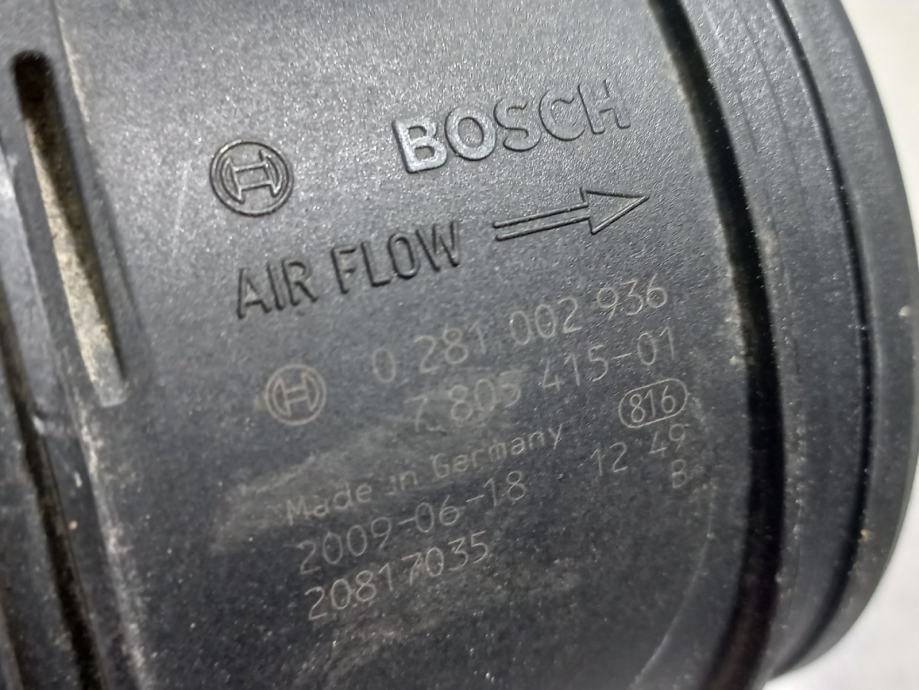 BOSCH
AIR FLOW
0 281 002 936
7 805 415-01
816
Made in Germany
2009-06-18 12 49
B
20817035